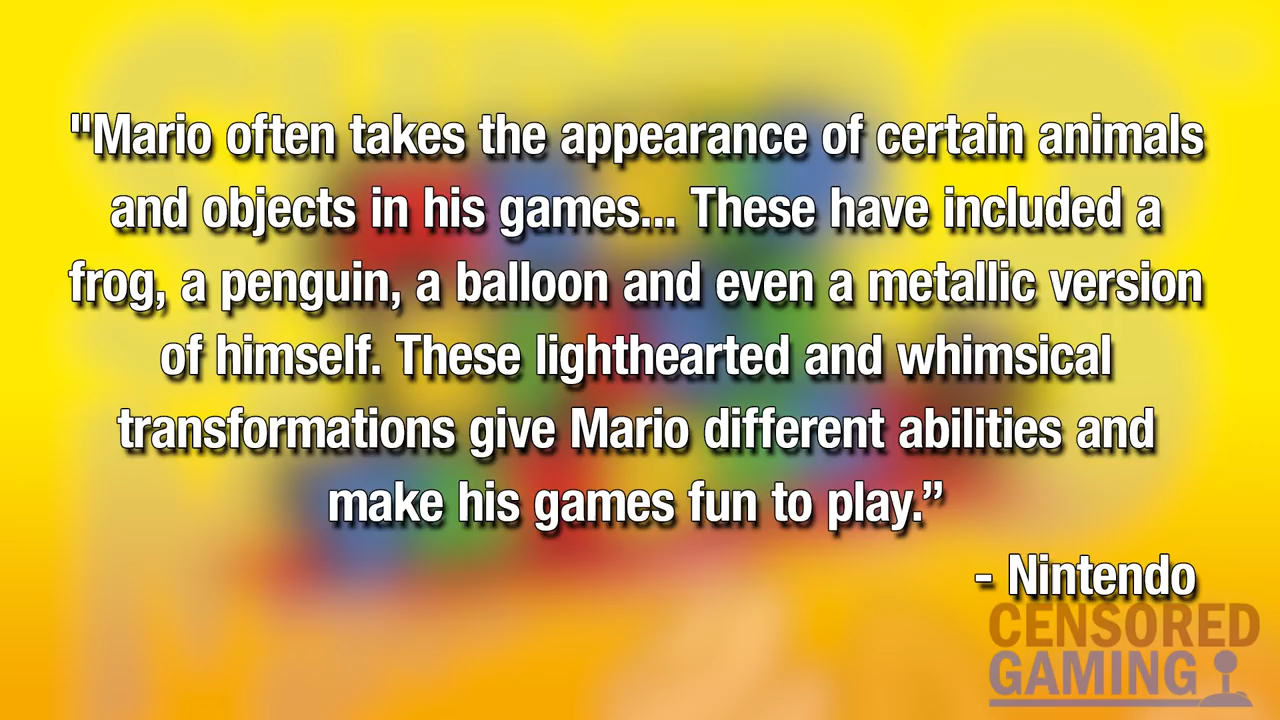 "Mario often takes the appearance of certain animals
and objects in his games... These have included a
frog, a penguin, a balloon and even a metallic version
of himself. These lighthearted and whimsical
transformations give Mario different abilities and
make his games fun to play.”
- Nintendo
CENSORED
GAMING